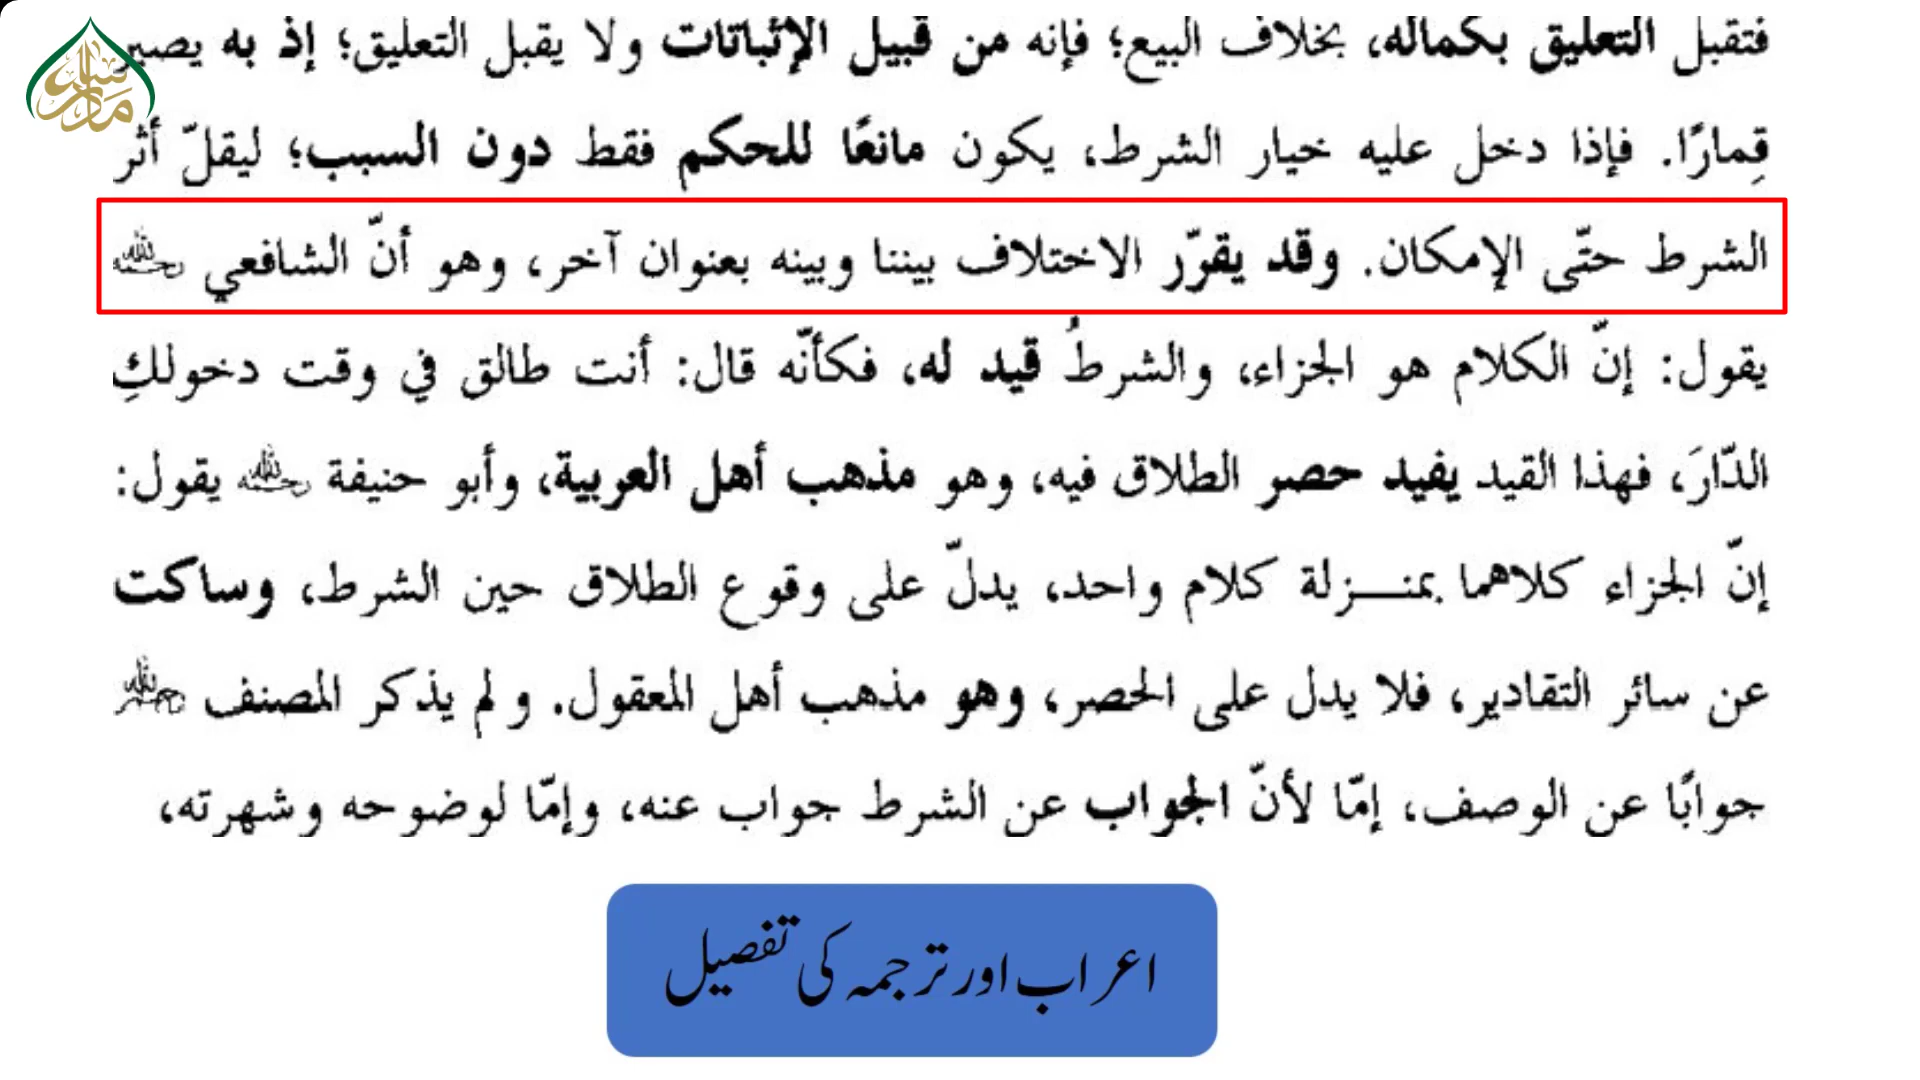 فتقبل التعليق بكماله، بخلاف البيع؛ فإنه من قبيل الإثباتات ولا يقبل التعليق؛ إذ به يصير
قِمارًا. فإذا دخل عليه خيار الشرط، يكون مانعًا للحكم فقط دون السبب؛ ليقلّ أثر
الشرط حتّى الإمكان. وقد يقرّر الاختلاف بيننا وبينه بعنوان آخر، وهو أنّ الشافعي رحمه الله
يقول: إنّ الكلام هو الجزاء، والشرطُ قيد له، فكأنّه قال: أنت طالق في وقت دخولكِ
الدّارَ، فهذا القيد يفيد حصر الطلاق فيه، وهو مذهب أهل العربية، وأبو حنيفة رحمه الله يقول:
إنّ الجزاء كلاهما بمنــزلة كلام واحد، يدلّ على وقوع الطلاق حين الشرط، وساكت
عن سائر التقادير، فلا يدل على الحصر، وهو مذهب أهل المعقول. و لم يذكر المصنف رحمه الله
جوابًا عن الوصف، إمّا لأنّ الجواب عن الشرط جواب عنه، وإمّا لوضوحه وشهرته،
اعراب اور ترجمہ کی تفصیل